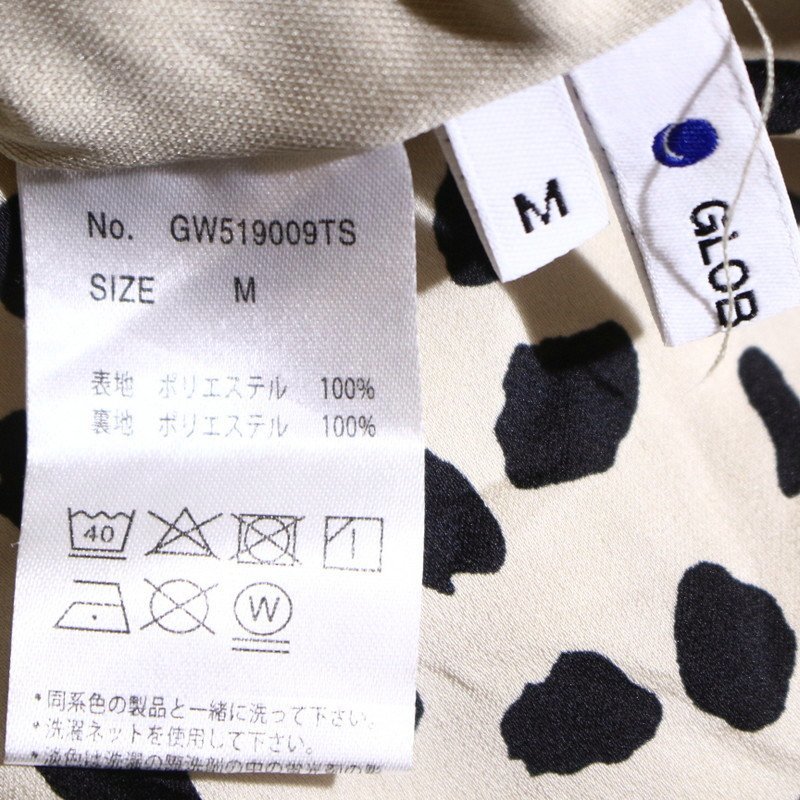 No. GW519009TS
SIZE M
表地 ポリエステル 100%
裏地 ポリエステル 100%
40
W
*同系色の製品と一緒に洗って下さい。
*洗濯ネットを使用して下さい。
M
GLOB